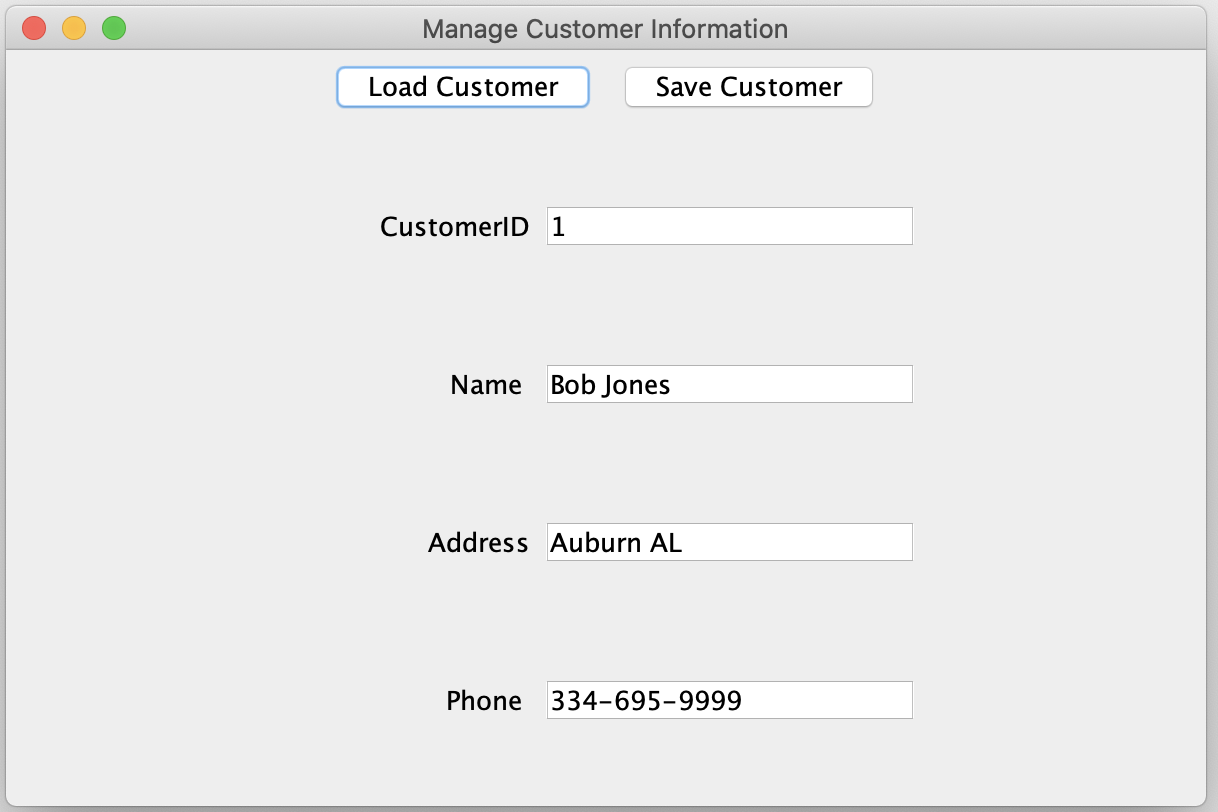 Manage Customer Information
Load Customer Save Customer
CustomerID 1
Name Bob Jones
Address Auburn AL
Phone 334-695-9999